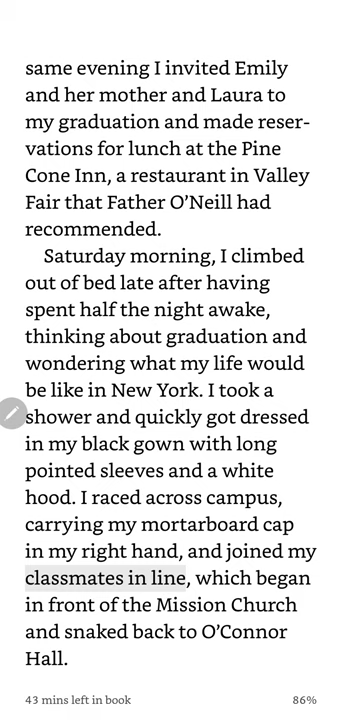 same evening I invited Emily
and her mother and Laura to
my graduation and made reser-
vations for lunch at the Pine
Cone Inn, a restaurant in Valley
Fair that Father O’Neill had
recommended.
Saturday morning, I climbed
out of bed late after having
spent half the night awake,
thinking about graduation and
wondering what my life would
be like in New York. I took a
shower and quickly got dressed
in my black gown with long
pointed sleeves and a white
hood. I raced across campus,
carrying my mortarboard cap
in my right hand, and joined my
classmates in line, which began
in front of the Mission Church
and snaked back to O’Connor
Hall.
43 mins left in book 86%